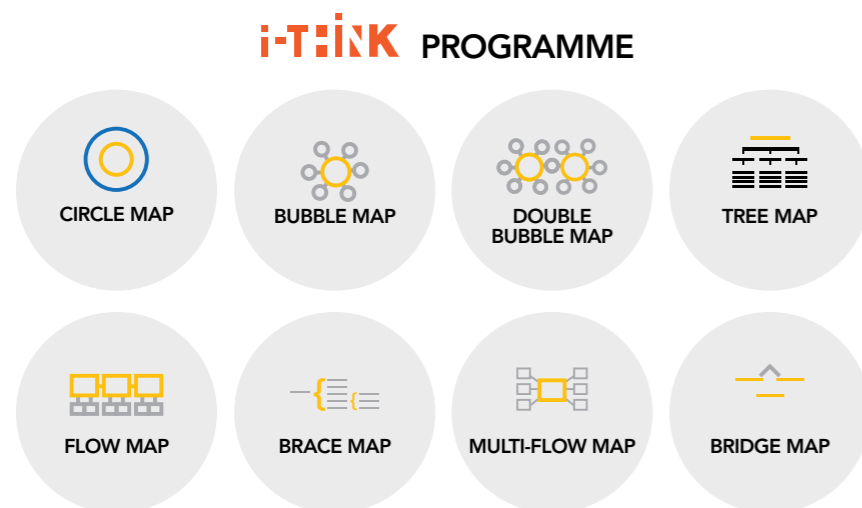 i-THiNK PROGRAMME
CIRCLE MAP
BUBBLE MAP
DOUBLE
BUBBLE MAP
TREE MAP
FLOW MAP
BRACE MAP
MULTI-FLOW MAP
BRIDGE MAP